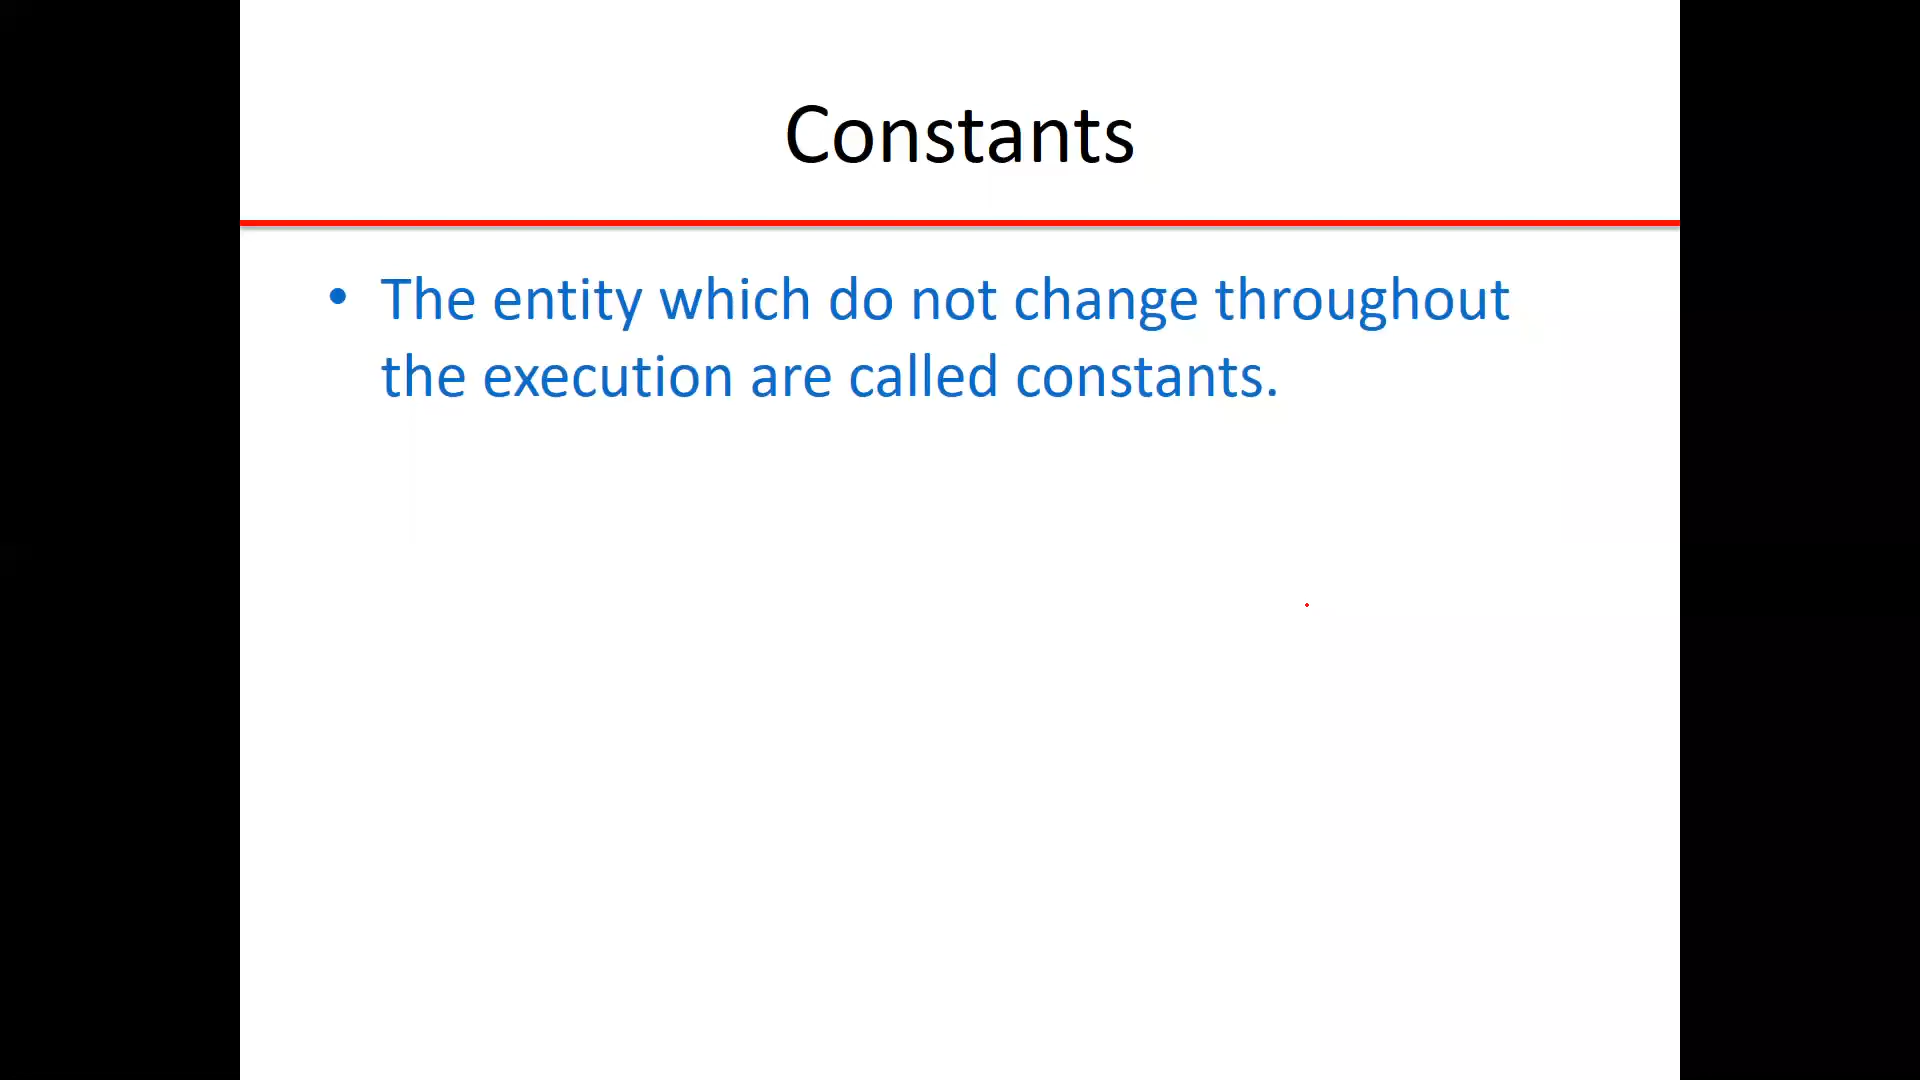 Constants
• The entity which do not change throughout
the execution are called constants.